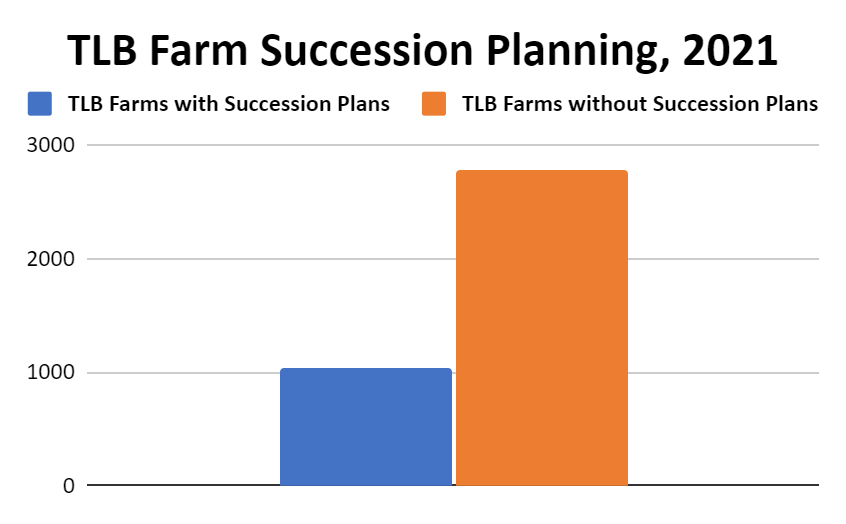 TLB Farm Succession Planning, 2021
TLB Farms with Succession Plans
TLB Farms without Succession Plans
3000
2000
1000
0